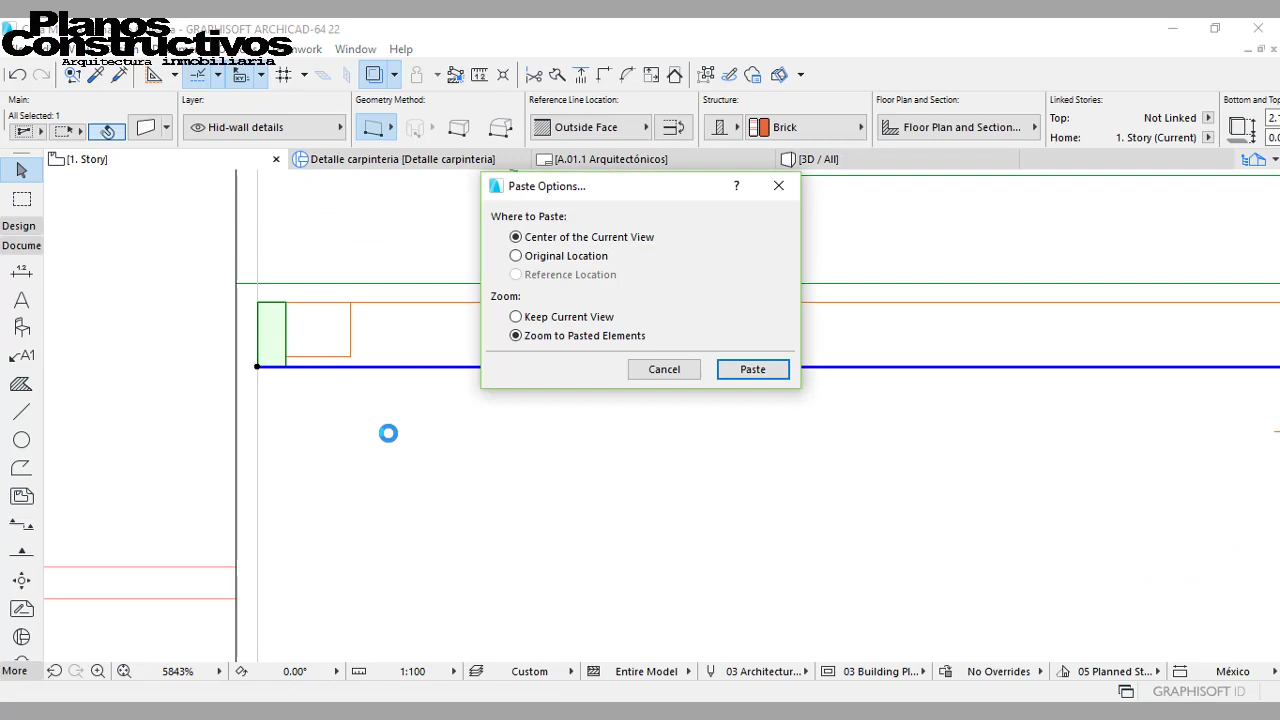 Planos
Constructivos
Arquitectura inmobiliaria
- GRAPHISOFT ARCHICAD-64 22
Window
Help
Main:
All Selected: 1
Layer:
Hid-wall details
Geometry Method:
Reference Line Location:
Outside Face
Structure:
Brick
Floor Plan and Section:
Floor Plan and Section...
Linked Stories:
Top:
Not Linked
Home:
1. Story (Current)
Bottom and Top
[1. Story]
Detalle carpinteria [Detalle carpinteria]
[A.01.1 Arquitectónicos]
[3D / All]
Design
Docume
More
Paste Options...
Where to Paste:
Center of the Current View
Original Location
Reference Location
Zoom:
Keep Current View
Zoom to Pasted Elements
Cancel
Paste
1.2
A
A1
5843%
0.00°
1:100
Custom
Entire Model
03 Architectur...
03 Building Pl...
No Overrides
05 Planned St...
México
GRAPHISOFT ID